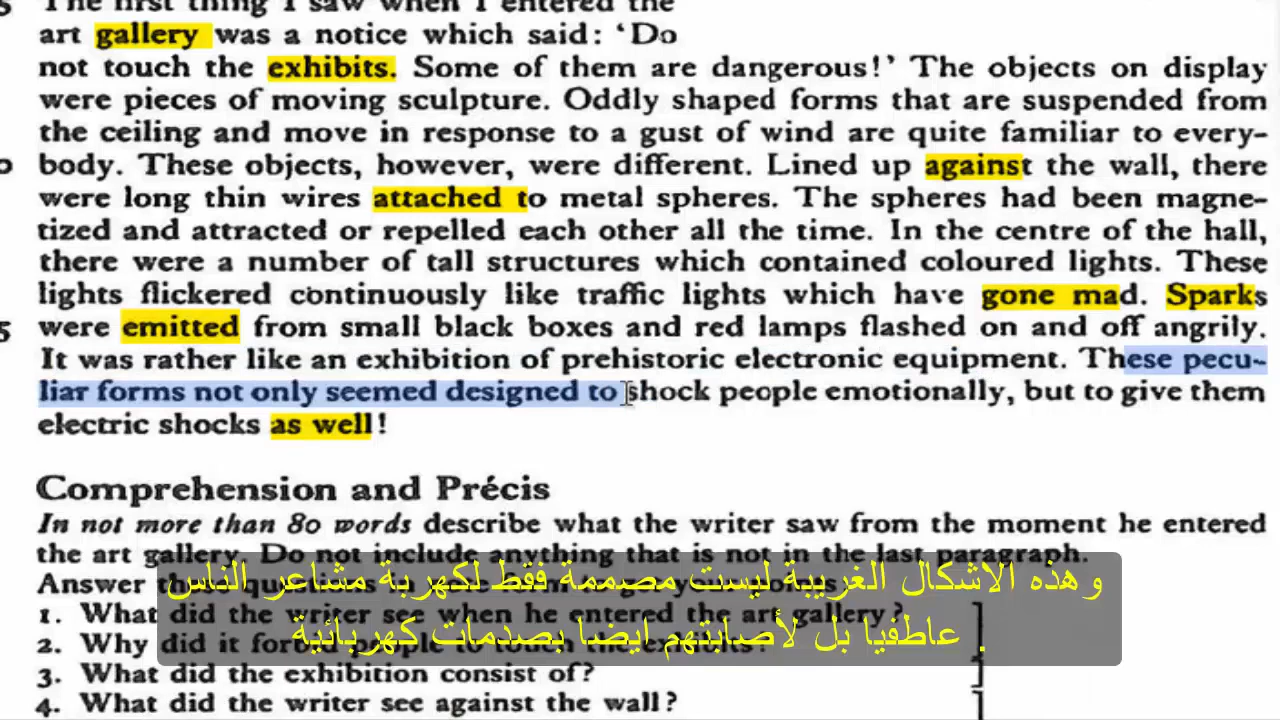 The first thing I saw when I entered the
art gallery was a notice which said: 'Do
not touch the exhibits. Some of them are dangerous!' The objects on display
were pieces of moving sculpture. Oddly shaped forms that are suspended from
the ceiling and move in response to a gust of wind are quite familiar to every-
body. These objects, however, were different. Lined up against the wall, there
were long thin wires attached to metal spheres. The spheres had been magne-
tized and attracted or repelled each other all the time. In the centre of the hall,
there were a number of tall structures which contained coloured lights. These
lights flickered continuously like traffic lights which have gone mad. Sparks
were emitted from small black boxes and red lamps flashed on and off angrily.
It was rather like an exhibition of prehistoric electronic equipment. These pecu-
liar forms not only seemed designed to shock people emotionally, but to give them
electric shocks as well!
Comprehension and Précis
In not more than 80 words describe what the writer saw from the moment he entered
the art gallery. Do not include anything that is not in the last paragraph.
Answer these questions
وهذه الاشكال الغريبة ليست مصممة فقط لكهربة مشاعر الناس
عاطفيا بل لأصابتهم ايضا بصدمات كهربائية .
1. What did the writer see when he entered the art gallery?
2. Why did it forbid people to touch the exhibits?
3. What did the exhibition consist of?
4. What did the writer see against the wall?